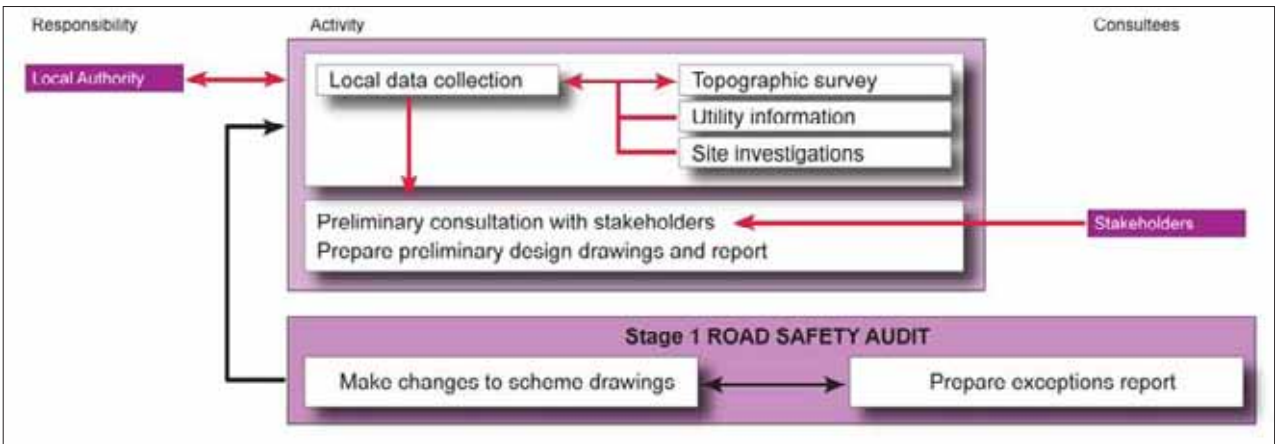 Responsibility
Activity
Consultees
Local Authority
Local data collection
Topographic survey
Utility information
Site investigations
Preliminary consultation with stakeholders
Stakeholders
Prepare preliminary design drawings and report
Stage 1 ROAD SAFETY AUDIT
Make changes to scheme drawings
Prepare exceptions report